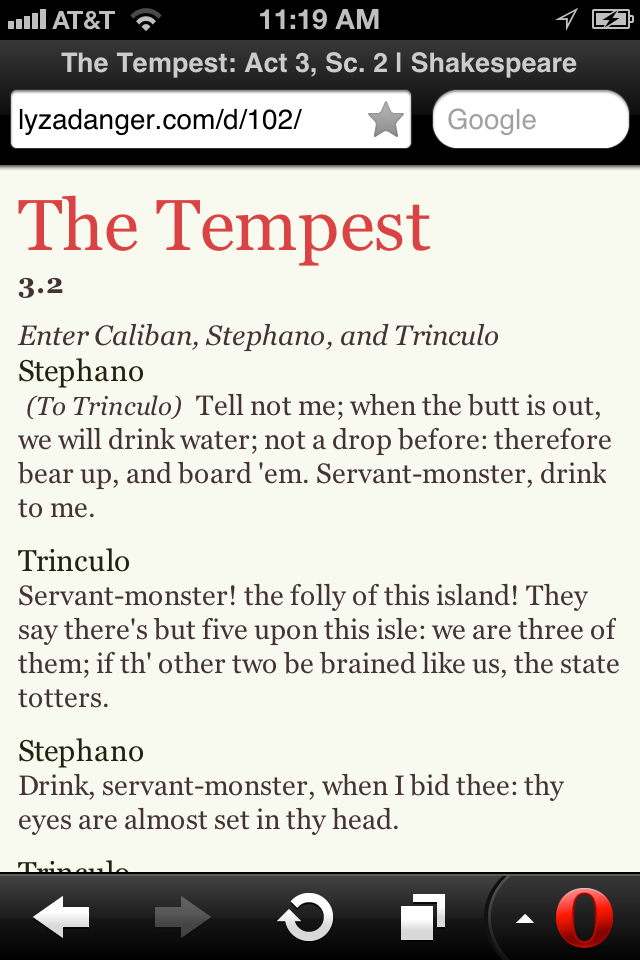 AT&T 11:19 AM
The Tempest: Act 3, Sc. 2 | Shakespeare
lyzadanger.com/d/102/ Google
The Tempest
3.2
Enter Caliban, Stephano, and Trinculo
Stephano
(To Trinculo) Tell not me; when the butt is out,
we will drink water; not a drop before: therefore
bear up, and board 'em. Servant-monster, drink
to me.
Trinculo
Servant-monster! the folly of this island! They
say there's but five upon this isle: we are three of
them; if th' other two be brained like us, the state
totters.
Stephano
Drink, servant-monster, when I bid thee: thy
eyes are almost set in thy head.
Trinculo